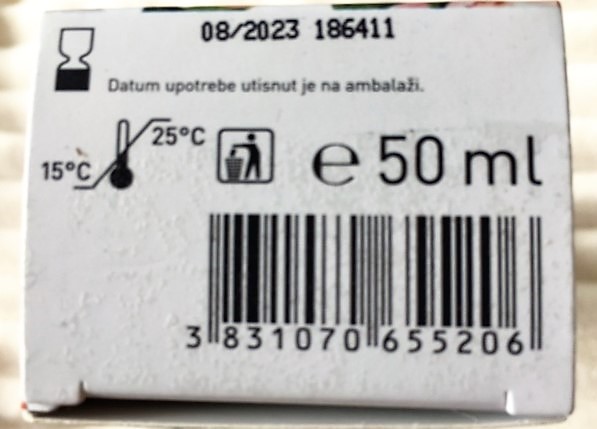 08/2023 186411
Datum upotrebe utisnut je na ambalaži.
25°C
15°C
e 50 ml
3 831070 655206